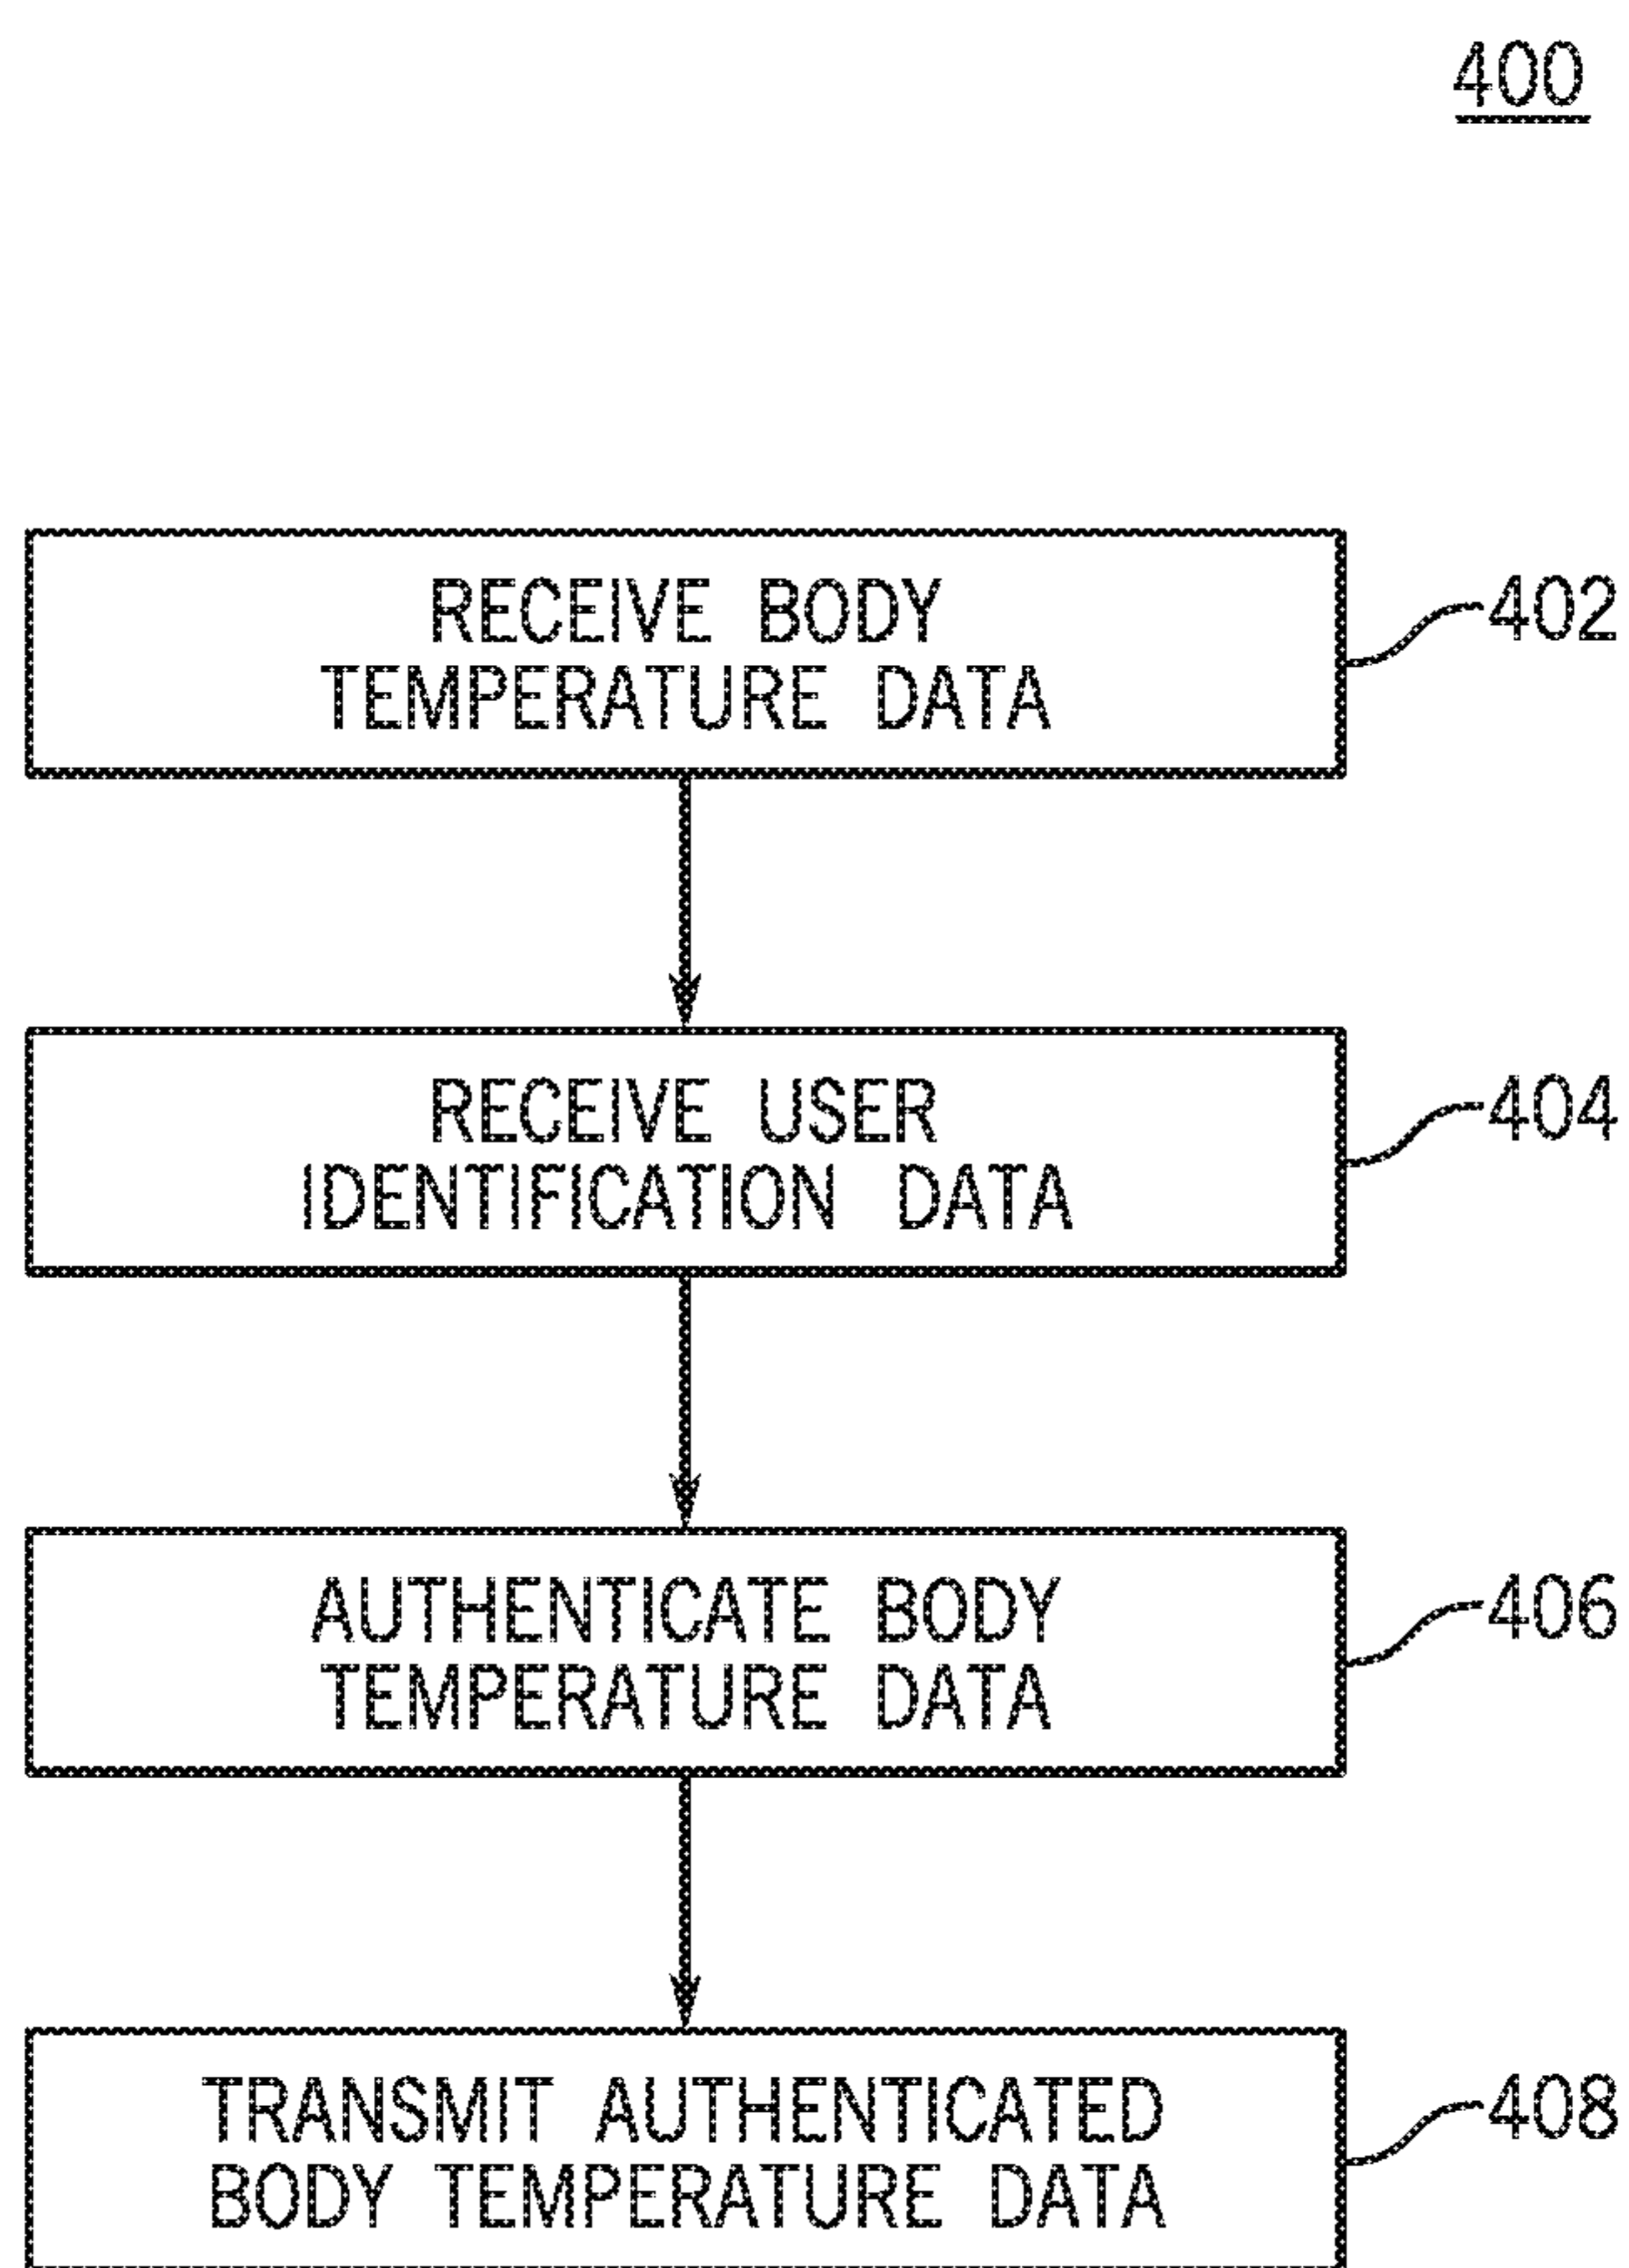 400
RECEIVE BODY
TEMPERATURE DATA
402
RECEIVE USER
IDENTIFICATION DATA
404
AUTHENTICATE BODY
TEMPERATURE DATA
406
TRANSMIT AUTHENTICATED
BODY TEMPERATURE DATA
408